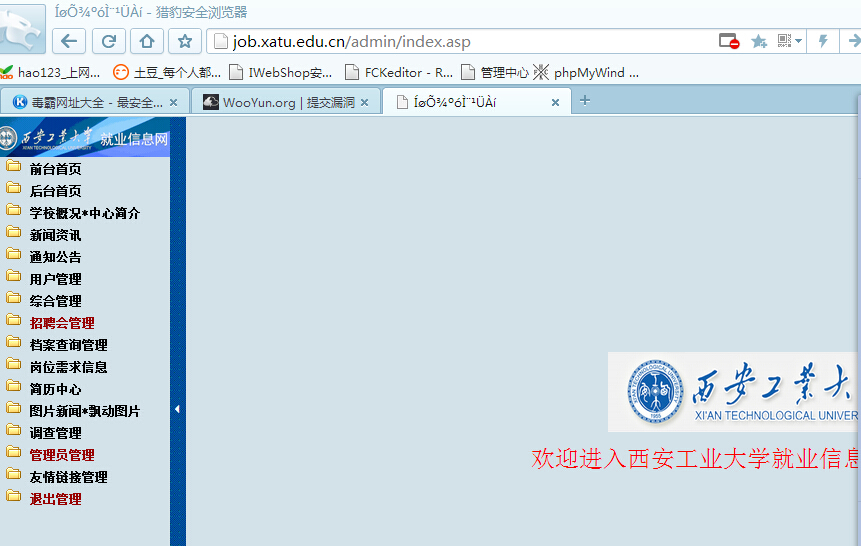 ÍøÕ¾ºóÌ¨¹ÜÀí - 猎豹安全浏览器
job.xatu.edu.cn/admin/index.asp
hao123_上网... 土豆_每个人都... IWebShop安... FCKeditor - R... 管理中心 phpMyWind ...
毒霸网址大全 - 最安全... WooYun.org | 提交漏洞 ÍøÕ¾ºóÌ¨¹ÜÀí
西安工业大学 就业信息网
XI'AN TECHNOLOGICAL UNIVERSITY
前台首页
后台首页
学校概况*中心简介
新闻资讯
通知公告
用户管理
综合管理
招聘会管理
档案查询管理
岗位需求信息
简历中心
图片新闻*飘动图片
调查管理
管理员管理
友情链接管理
退出管理
西安工业大
XI'AN TECHNOLOGICAL UNIVER
1955
欢迎进入西安工业大学就业信息